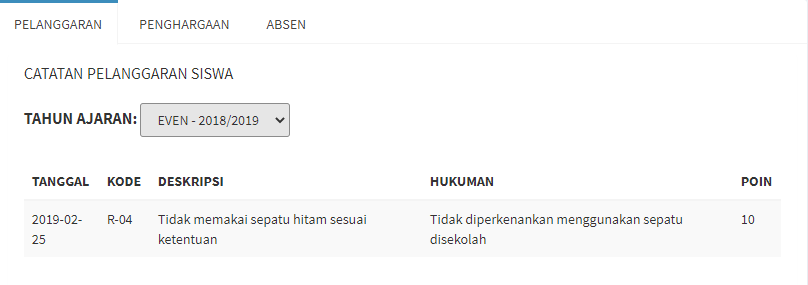 PELANGGARAN PENGHARGAAN ABSEN
CATATAN PELANGGARAN SISWA
TAHUN AJARAN: EVEN - 2018/2019
TANGGAL KODE DESKRIPSI HUKUMAN POIN
2019-02- R-04 Tidak memakai sepatu hitam sesuai Tidak diperkenankan menggunakan sepatu 10
25 ketentuan disekolah